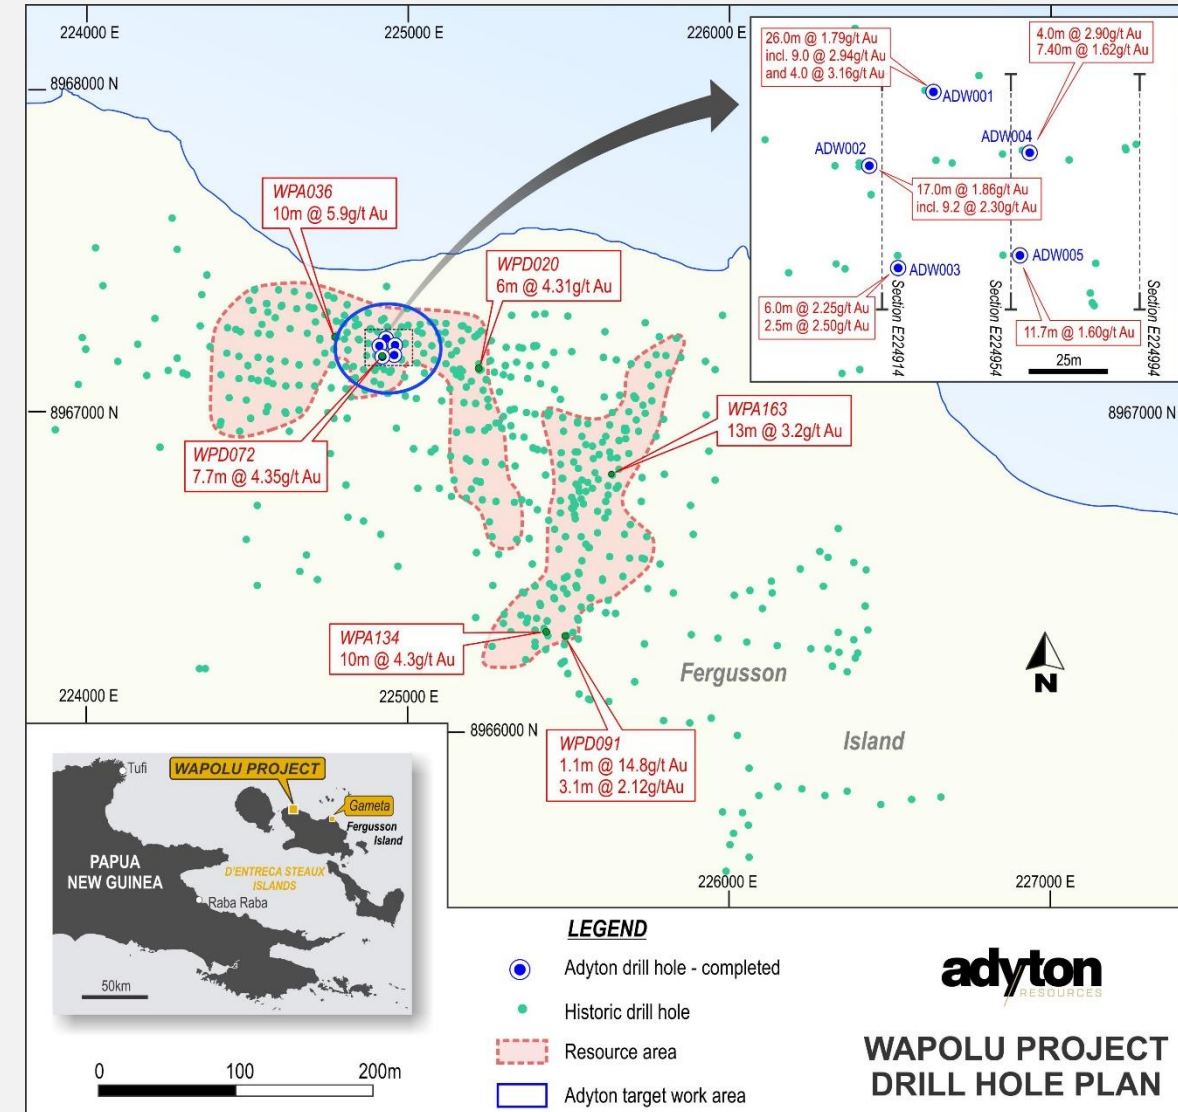 224000 E
225000 E
226000 E
8968000 N
26.0m @ 1.79g/t Au
incl. 9.0 @ 2.94g/t Au
and 4.0 @ 3.16g/t Au
4.0m @ 2.90g/t Au
7.40m @ 1.62g/t Au
ADW001
ADW004
ADW002
17.0m @ 1.86g/t Au
incl. 9.2 @ 2.30g/t Au
ADW003
ADW005
6.0m @ 2.25g/t Au
2.5m @ 2.50g/t Au
11.7m @ 1.60g/t Au
Section E224914
Section E224954
Section E224994
25m
WPA036
10m @ 5.9g/t Au
WPD020
6m @ 4.31g/t Au
8967000 N
8967000 N
WPA163
13m @ 3.2g/t Au
WPD072
7.7m @ 4.35g/t Au
WPA134
10m @ 4.3g/t Au
Fergusson
Island
N
224000 E
225000 E
8966000 N
WPD091
1.1m @ 14.8g/t Au
3.1m @ 2.12g/tAu
226000 E
227000 E
Tufi
WAPOLU PROJECT
Gameta
Fergusson
Island
PAPUA
NEW GUINEA
D'ENTRECA STEAUX
ISLANDS
Raba Raba
50km
0 100 200m
LEGEND
Adyton drill hole - completed
Historic drill hole
Resource area
Adyton target work area
adyton
RESOURCES
WAPOLU PROJECT
DRILL HOLE PLAN